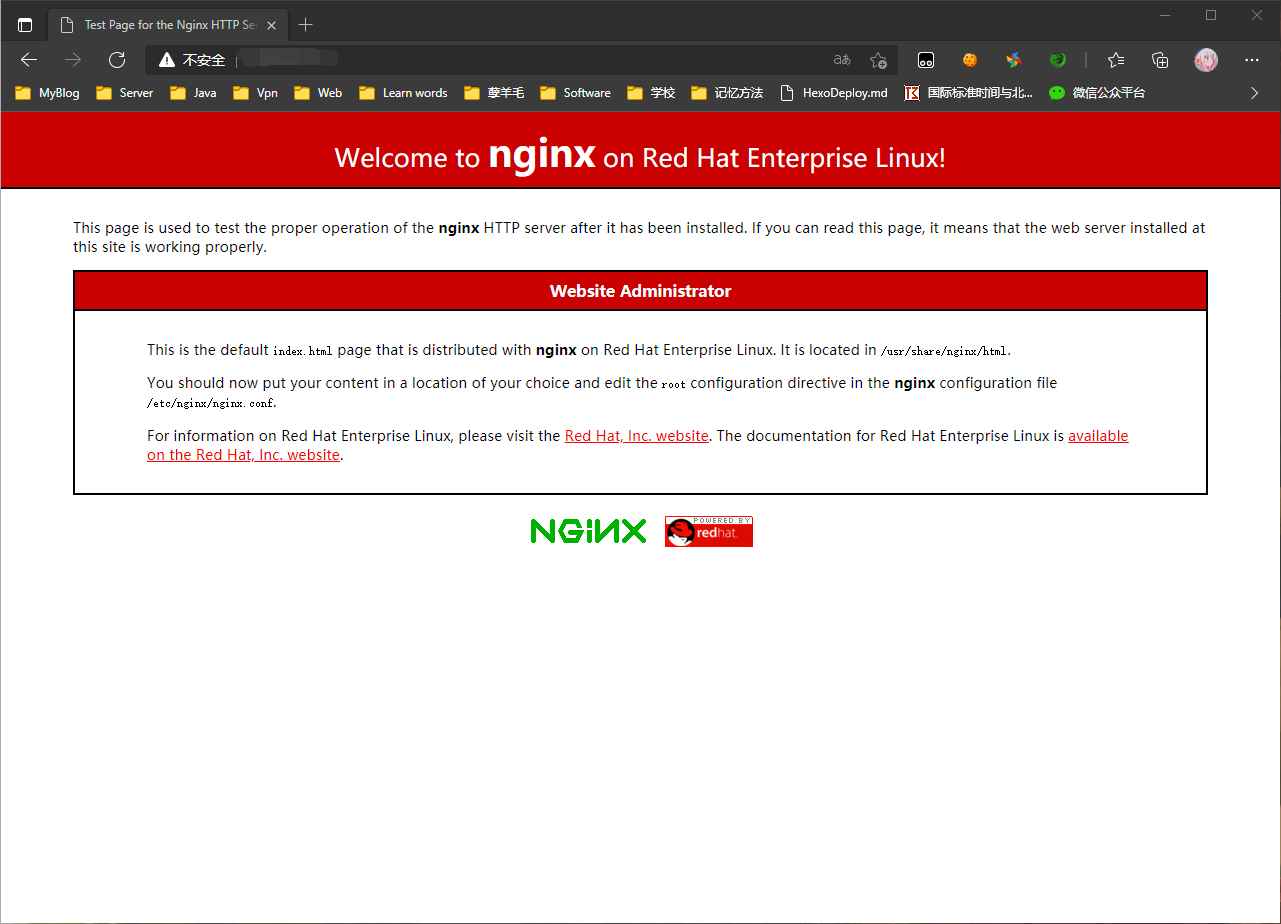 Test Page for the Nginx HTTP Se
不安全
aあ
MyBlog Server Java Vpn Web Learn words 孽羊毛 Software 学校 记忆方法 HexoDeploy.md 国际标准时间与北... 微信公众平台
Welcome to nginx on Red Hat Enterprise Linux!
This page is used to test the proper operation of the nginx HTTP server after it has been installed. If you can read this page, it means that the web server installed at
this site is working properly.
Website Administrator
This is the default index.html page that is distributed with nginx on Red Hat Enterprise Linux. It is located in /usr/share/nginx/html.
You should now put your content in a location of your choice and edit the root configuration directive in the nginx configuration file
/etc/nginx/nginx.conf.
For information on Red Hat Enterprise Linux, please visit the Red Hat, Inc. website. The documentation for Red Hat Enterprise Linux is available
on the Red Hat, Inc. website.
NGiNX
POWERED BY
redhat.